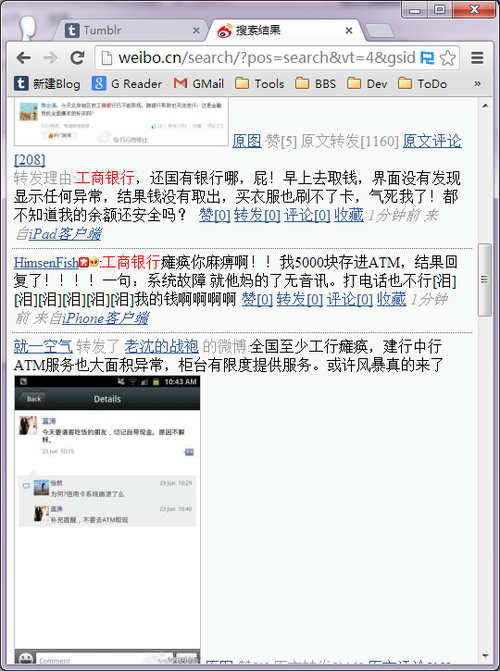 Tumblr
搜索结果
weibo.cn/search/?pos=search&vt=4&gsid
新建Blog
G Reader
GMail
Tools
BBS
Dev
ToDo
»
原图 赞[5] 原文转发[1160] 原文评论
[208]
转发理由:工商银行，还国有银行哪，屁！早上去取钱，界面没有发现
显示任何异常，结果钱没有取出，买衣服也刷不了卡，气死我了！都
不知道我的余额还安全吗？ 赞[0] 转发[0] 评论[0] 收藏 1分钟前 来
自iPad客户端
HimsenFish:工商银行瘫痪你麻痹啊！！我5000块存进ATM，结果回
复了！！！！一句：系统故障 就他妈的了无音讯。打电话也不行[泪]
[泪][泪][泪][泪][泪]我的钱啊啊啊啊 赞[0] 转发[0] 评论[0] 收藏 1分钟
前 来自iPhone客户端
就一空气 转发了 老沈的战袍 的微博:全国至少工行瘫痪，建行中行
ATM服务也大面积异常，柜台有限度提供服务。或许风暴真的来了
10:43 AM
Back
Details
蓝涛
今天要请客吃饭的朋友，切记自带现金。原因不解
释。
23 Jun 10:15
怡然
23 Jun 10:29
为何?信用卡系统崩溃了么
蓝涛
23 Jun 10:40
补充提醒，不要去ATM取现
Comment